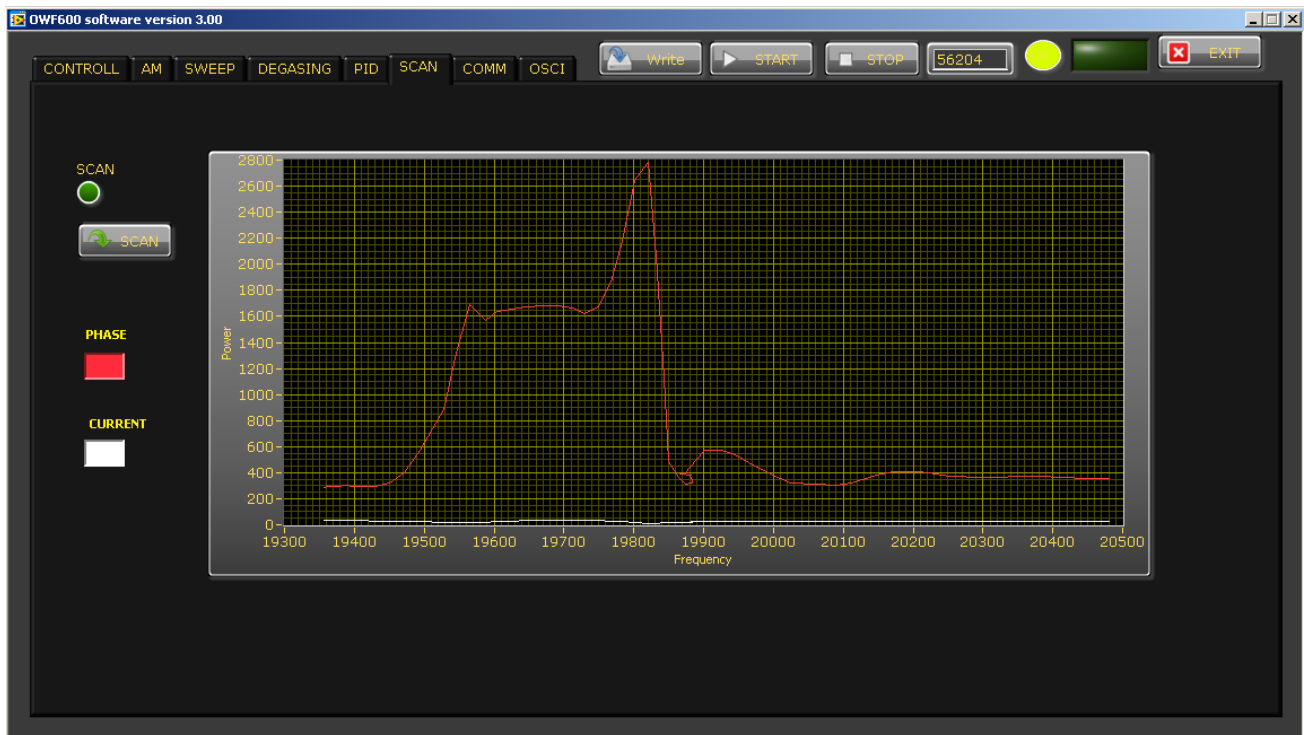 OWF600 software version 3.00
CONTROLL AM SWEEP DEGASING PID SCAN COMM OSCI Write START STOP 56204 EXIT
SCAN
SCAN
PHASE
CURRENT
Power
2800
2600
2400
2200
2000
1800
1600
1400
1200
1000
800
600
400
200
0
19300 19400 19500 19600 19700 19800 19900 20000 20100 20200 20300 20400 20500
Frequency